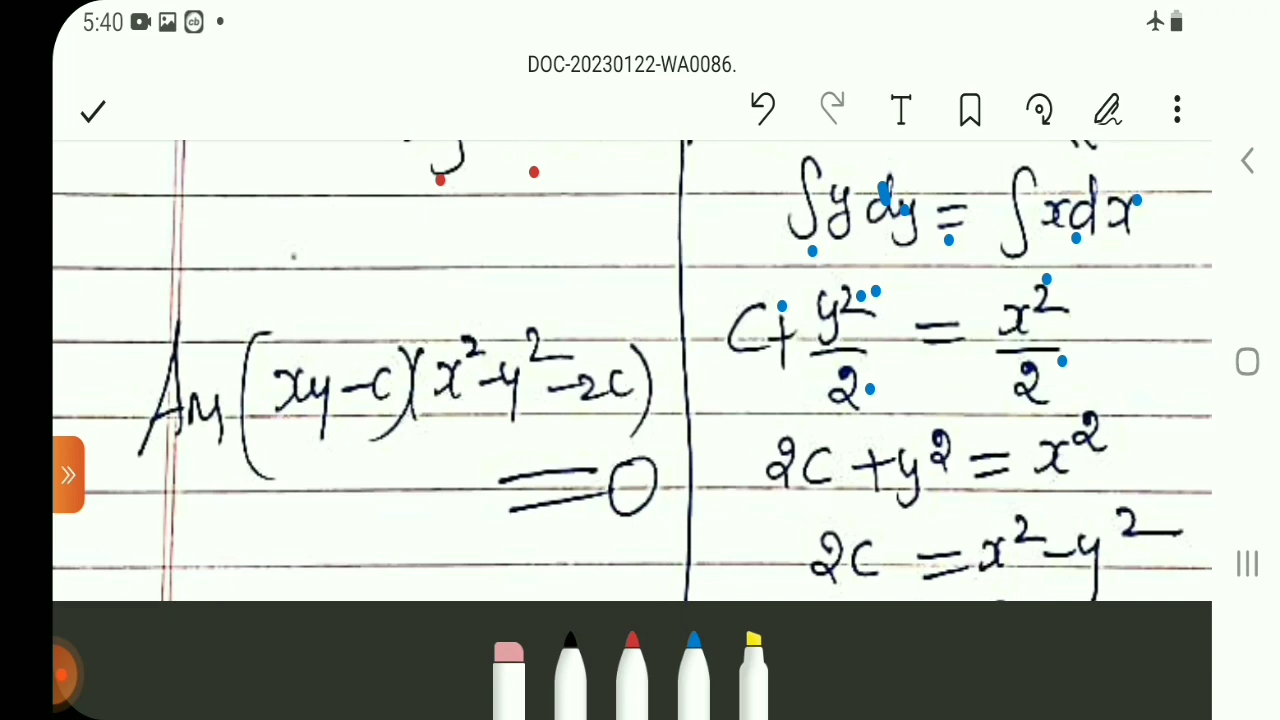 5:40
DOC-20230122-WA0086.
T
∫y dy = ∫xdx
C + y²/2 = x²/2
2C + y² = x²
2C = x² - y²
Ans (xy - c)(x² - y² - 2c)
= 0